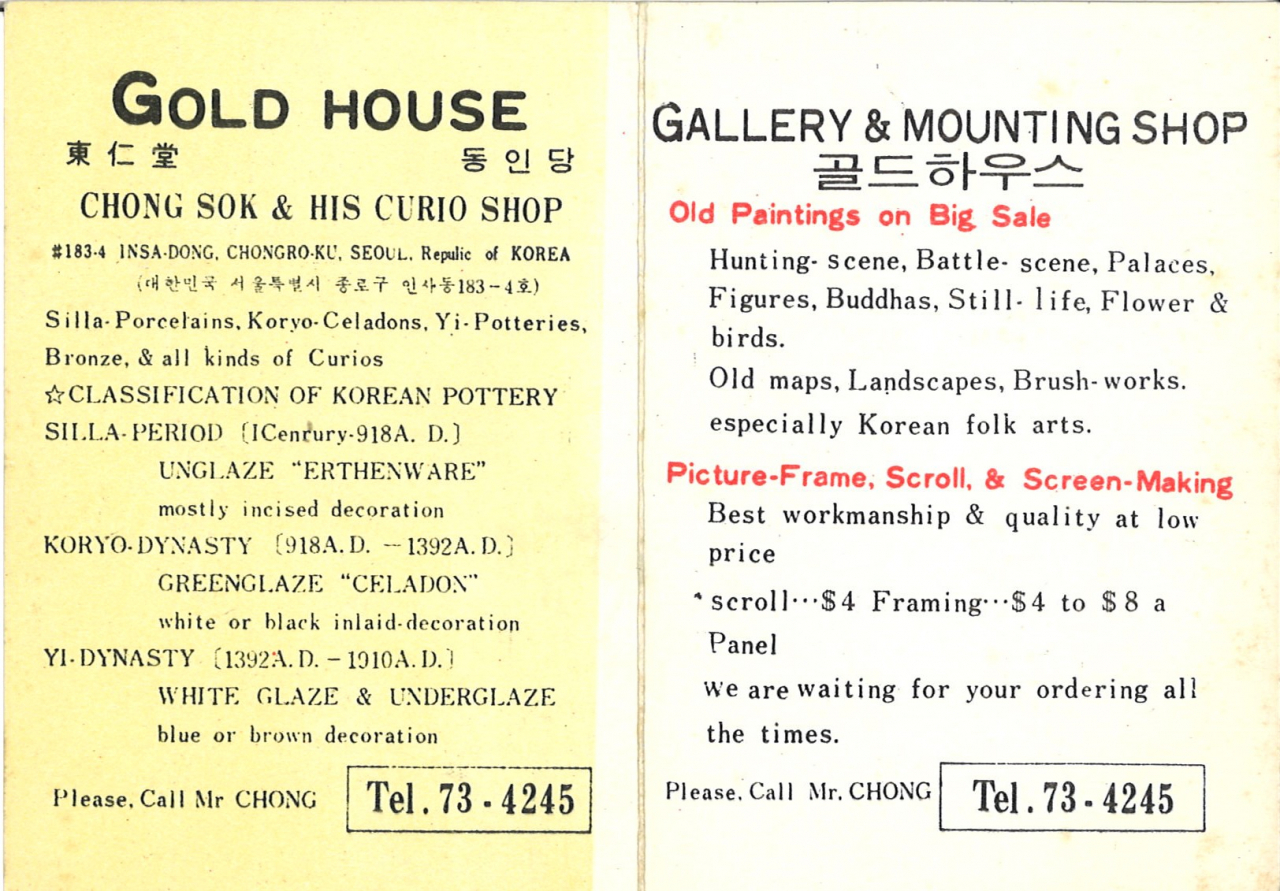 GOLD HOUSE
東仁堂 동인당
CHONG SOK & HIS CURIO SHOP
#183-4 INSA-DONG, CHONGRO-KU, SEOUL, Repulic of KOREA
(대한민국 서울특별시 종로구 인사동183-4호)
Silla-Porcelains, Koryo-Celadons, Yi-Potteries,
Bronze, & all kinds of Curios
☆CLASSIFICATION OF KOREAN POTTERY
SILLA-PERIOD [ICenrury-918A. D.]
UNGLAZE "ERTHENWARE"
mostly incised decoration
KORYO-DYNASTY [918A.D. -1392A.D.]
GREENGLAZE "CELADON"
white or black inlaid-decoration
YI-DYNASTY [1392A.D. -1910A.D.]
WHITE GLAZE & UNDERGLAZE
blue or brown decoration
Please, Call Mr CHONG Tel. 73-4245
GALLERY & MOUNTING SHOP
골드하우스
Old Paintings on Big Sale
Hunting- scene, Battle- scene, Palaces,
Figures, Buddhas, Still- life, Flower &
birds.
Old maps, Landscapes, Brush-works.
especially Korean folk arts.
Picture-Frame, Scroll, & Screen-Making
Best workmanship & quality at low
price
*scroll…$4 Framing…$4 to $8 a
Panel
We are waiting for your ordering all
the times.
Please, Call Mr. CHONG Tel. 73-4245